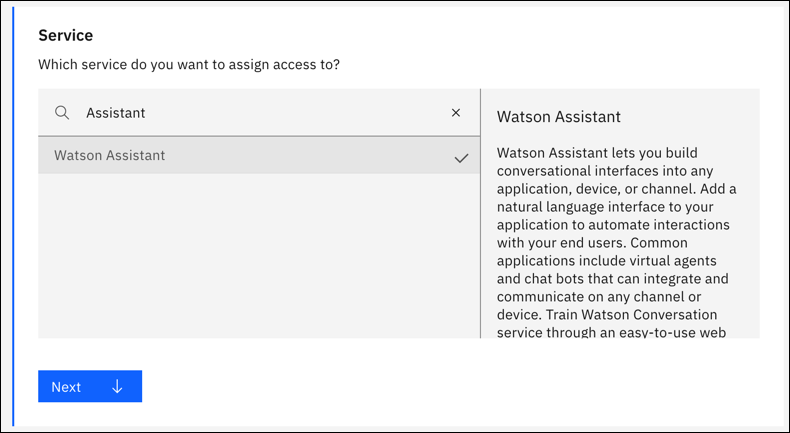 Service
Which service do you want to assign access to?
Assistant
Watson Assistant
Watson Assistant
Watson Assistant lets you build
conversational interfaces into any
application, device, or channel. Add a
natural language interface to your
application to automate interactions
with your end users. Common
applications include virtual agents
and chat bots that can integrate and
communicate on any channel or
device. Train Watson Conversation
service through an easy-to-use web
Next